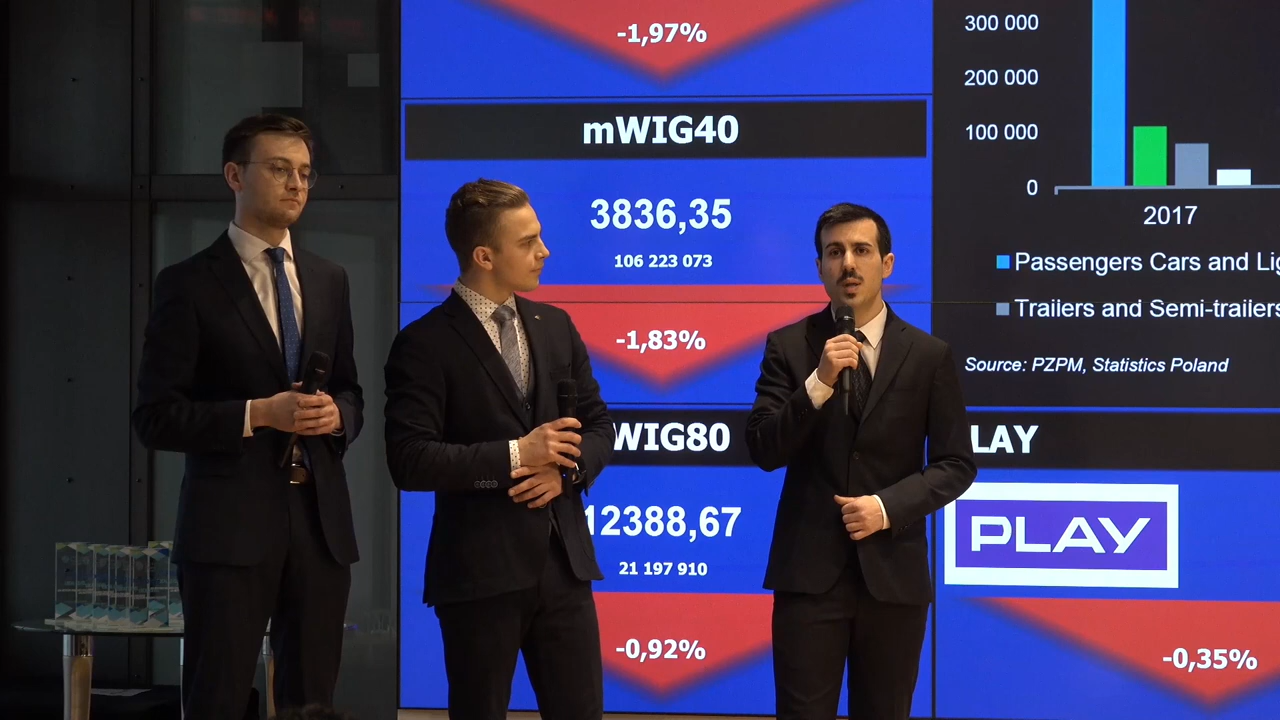 -1,97%
mWIG40
3836,35
106 223 073
-1,83%
WIG80
12388,67
21 197 910
-0,92%
300 000
200 000
100 000
0
2017
Passengers Cars and Lig
Trailers and Semi-trailers
Source: PZPM, Statistics Poland
LAY
PLAY
-0,35%